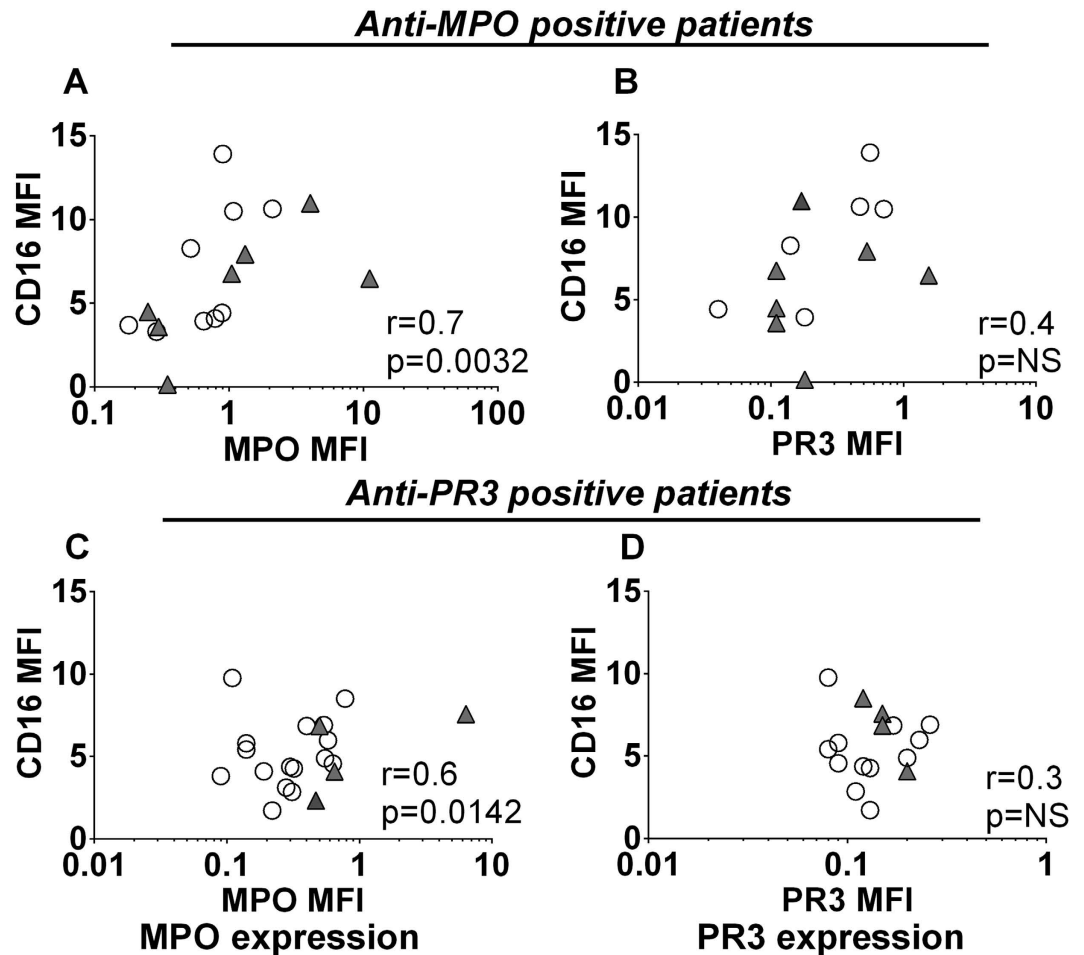 Anti-MPO positive patients
A
B
15
10
5
0
CD16 MFI
r=0.7
p=0.0032
0.1
1
10
100
MPO MFI
15
10
5
0
CD16 MFI
r=0.4
p=NS
0.01
0.1
1
10
PR3 MFI
Anti-PR3 positive patients
C
D
15
10
5
0
CD16 MFI
r=0.6
p=0.0142
0.01
0.1
1
10
MPO MFI
MPO expression
15
10
5
0
CD16 MFI
r=0.3
p=NS
0.01
0.1
1
PR3 MFI
PR3 expression